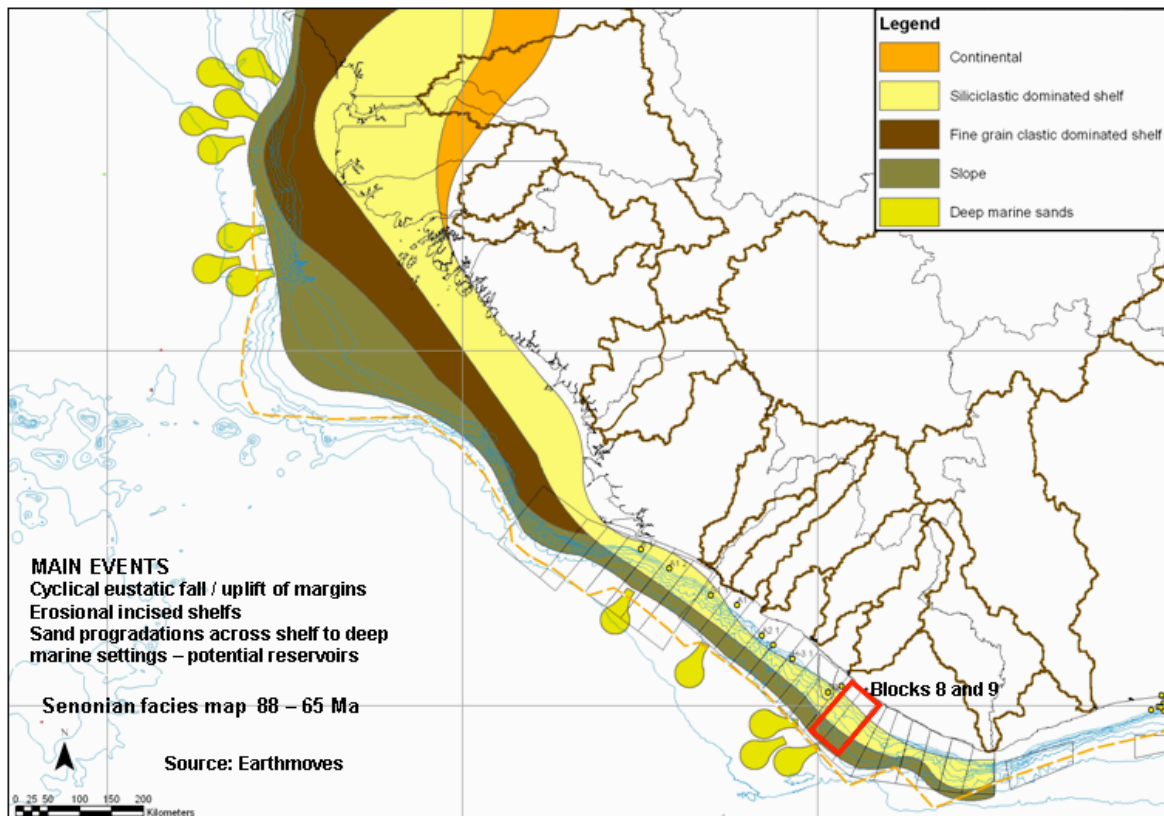 Legend
Continental
Siliciclastic dominated shelf
Fine grain clastic dominated shelf
Slope
Deep marine sands
MAIN EVENTS
Cyclical eustatic fall / uplift of margins
Erosional incised shelfs
Sand progradations across shelf to deep
marine settings – potential reservoirs
Blocks 8 and 9
Senonian facies map 88 – 65 Ma
N
Source: Earthmoves
0 25 50 100 150 200
Kilometers